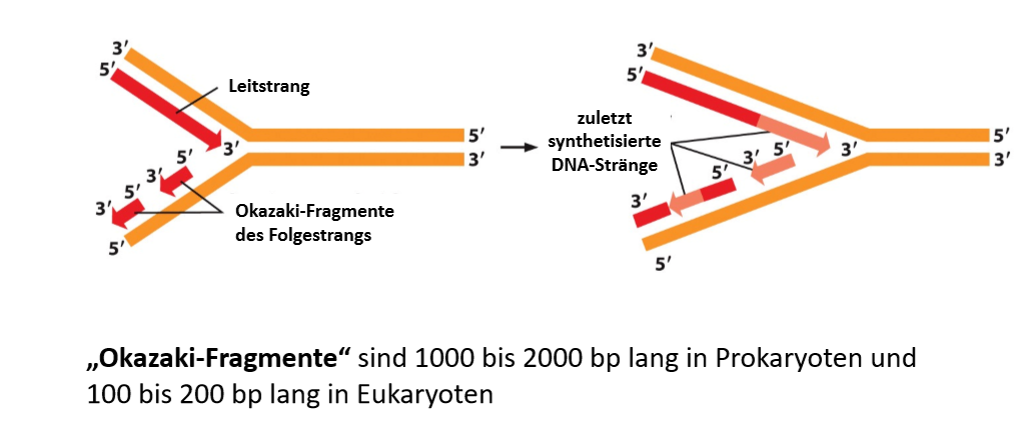 3′
5′
Leitstrang
5′
3′
3′
5′
3′
5′
3′
5′
Okazaki-Fragmente
des Folgestrangs
3′
5′
zuletzt
synthetisierte
DNA-Stränge
5′
3′
3′
5′
3′
5′
3′
5′
„Okazaki-Fragmente“ sind 1000 bis 2000 bp lang in Prokaryoten und
100 bis 200 bp lang in Eukaryoten